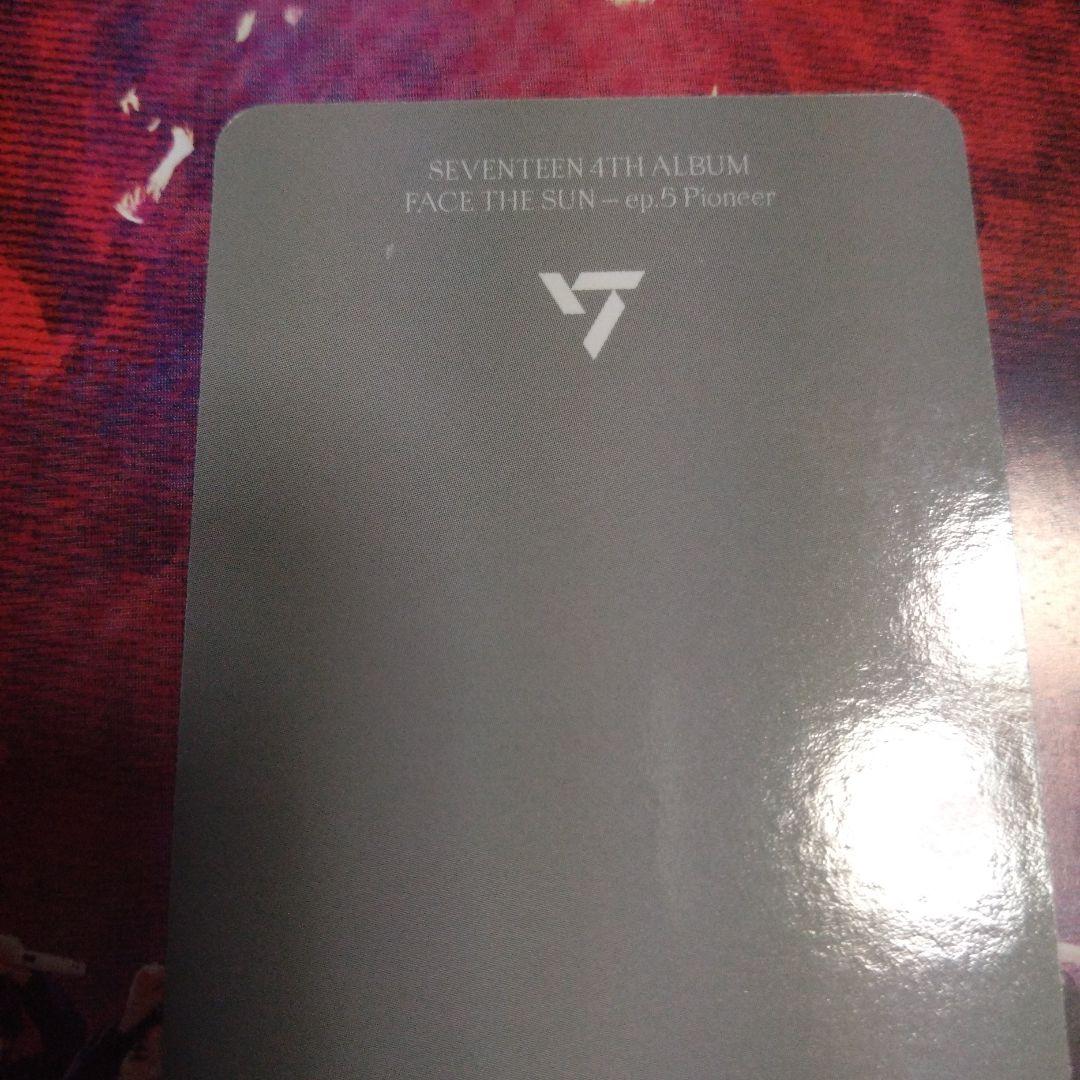 SEVENTEEN 4TH ALBUM
FACE THE SUN – ep.5 Pioneer